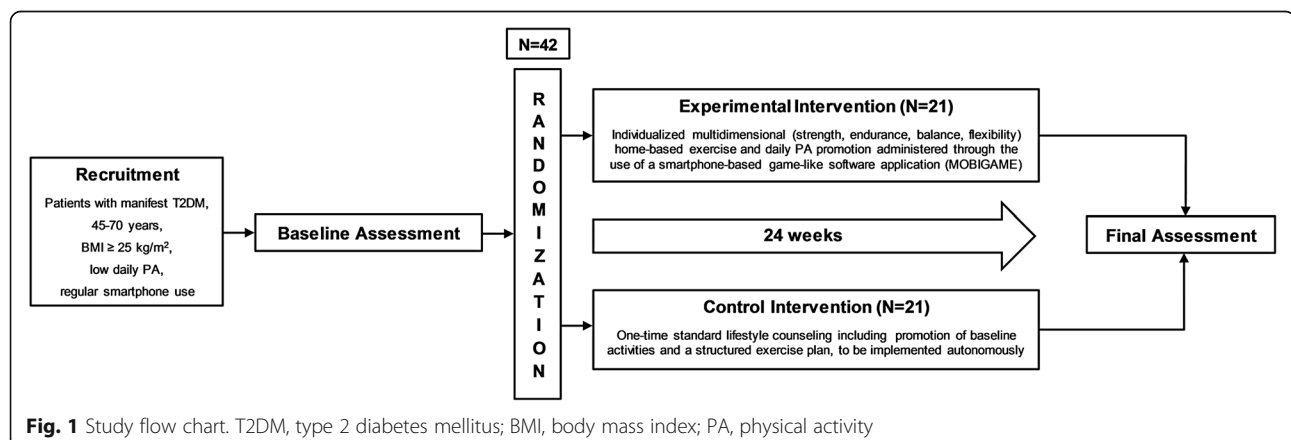 N=42
Recruitment
Patients with manifest T2DM,
45-70 years,
BMI ≥ 25 kg/m²,
low daily PA,
regular smartphone use
Baseline Assessment
RANDOMIZATION
Experimental Intervention (N=21)
Individualized multidimensional (strength, endurance, balance, flexibility)
home-based exercise and daily PA promotion administered through the
use of a smartphone-based game-like software application (MOBIGAME)
24 weeks
Control Intervention (N=21)
One-time standard lifestyle counseling including promotion of baseline
activities and a structured exercise plan, to be implemented autonomously
Final Assessment
Fig. 1 Study flow chart. T2DM, type 2 diabetes mellitus; BMI, body mass index; PA, physical activity